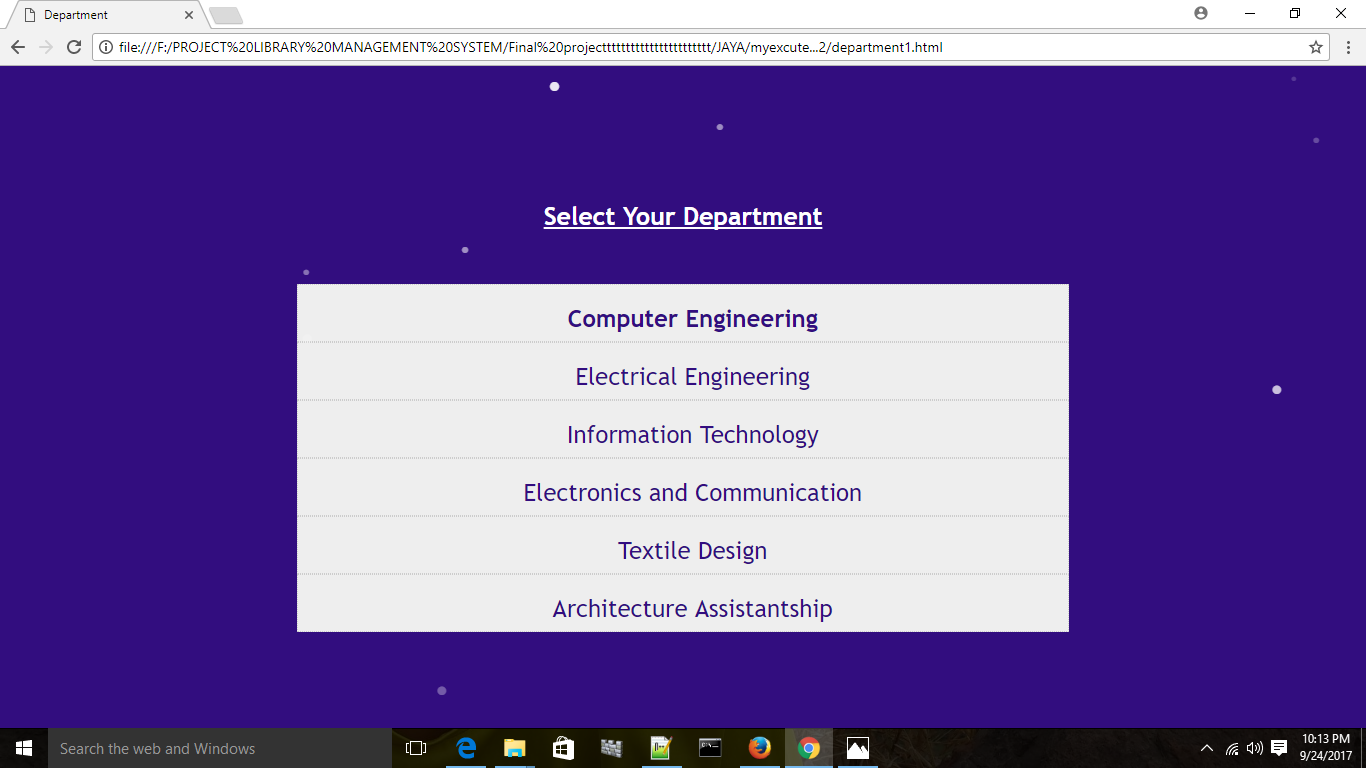 Department
file:///F:/PROJECT%20LIBRARY%20MANAGEMENT%20SYSTEM/Final%20projectttttttttttttttttttttttt/JAYA/myexcute...2/department1.html
Select Your Department
Computer Engineering
Electrical Engineering
Information Technology
Electronics and Communication
Textile Design
Architecture Assistantship
Search the web and Windows
10:13 PM
9/24/2017